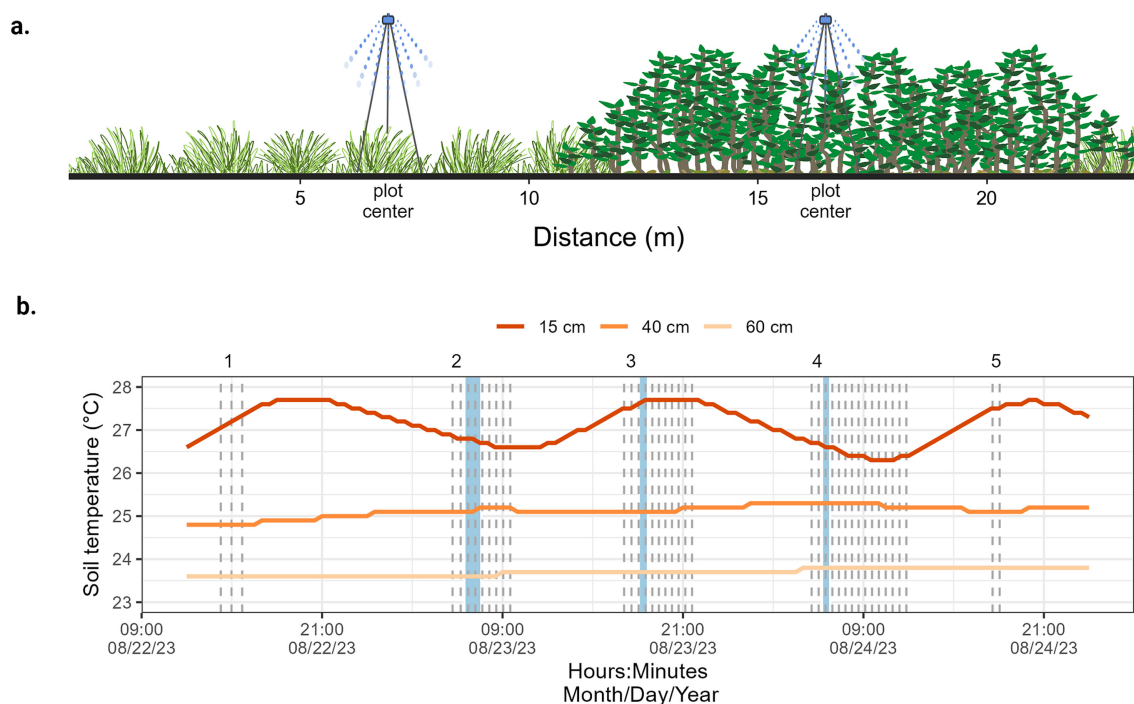 a.
5
plot
center
10
15
plot
center
20
Distance (m)
b.
15 cm 40 cm 60 cm
1 2 3 4 5
Soil temperature (°C)
28
27
26
25
24
23
09:00 21:00 09:00 21:00 09:00 21:00
08/22/23 08/22/23 08/23/23 08/23/23 08/24/23 08/24/23
Hours:Minutes
Month/Day/Year